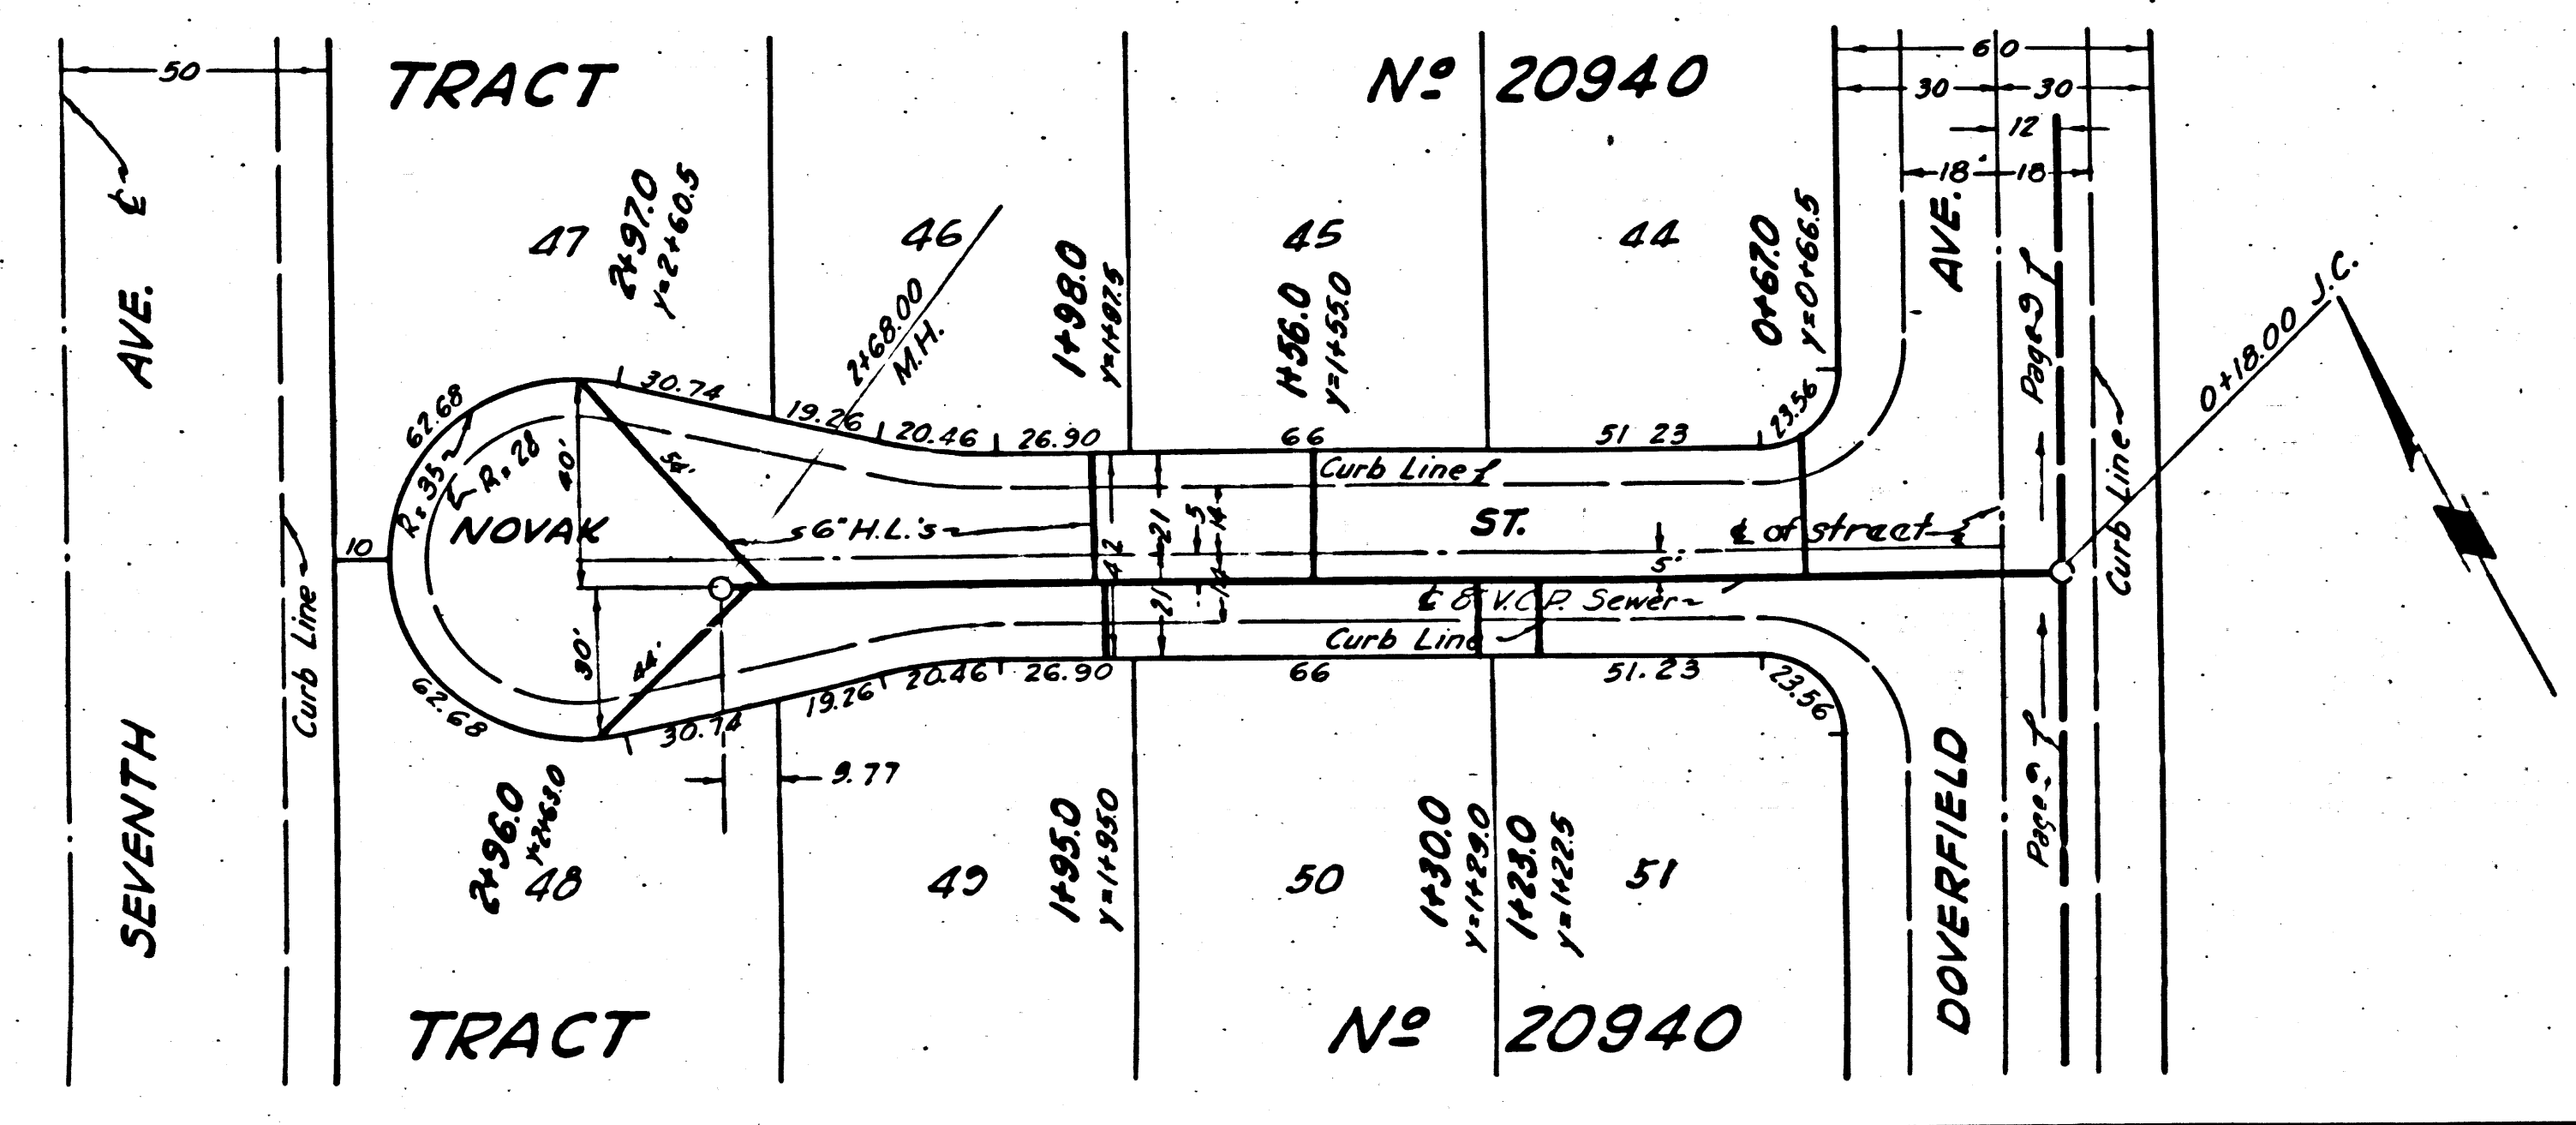 50
TRACT
Nº 20940
60
30 30
12
18' 18
AVE. ℄
47
2+97.0
Y=2+60.5
46
2+68.00
M.H.
1+98.0
Y=1+97.5
45
1+56.0
Y=1+55.0
44
0+67.0
Y=0+66.5
AVE.
Page 9
0+18.00 J.C.
62.68
30.74
19.26
20.46
26.90
66
51.23
23.56
R=35
R=28
40'
54'
Curb Line
NOVAK
6" H.L.'s
ST.
℄ of street
Curb Line
10
42
21
5
14
5'
21
14
℄ 8" V.C.P. Sewer
Curb Line
Curb Line
30'
44'
62.68
30.74
19.26
20.46
26.90
66
51.23
23.56
9.77
SEVENTH
2+96.0
Y=2+63.0
48
49
1+95.0
Y=1+95.0
50
1+30.0
Y=1+29.0
1+23.0
Y=1+22.5
51
DOVERFIELD
Page 9
TRACT
Nº 20940